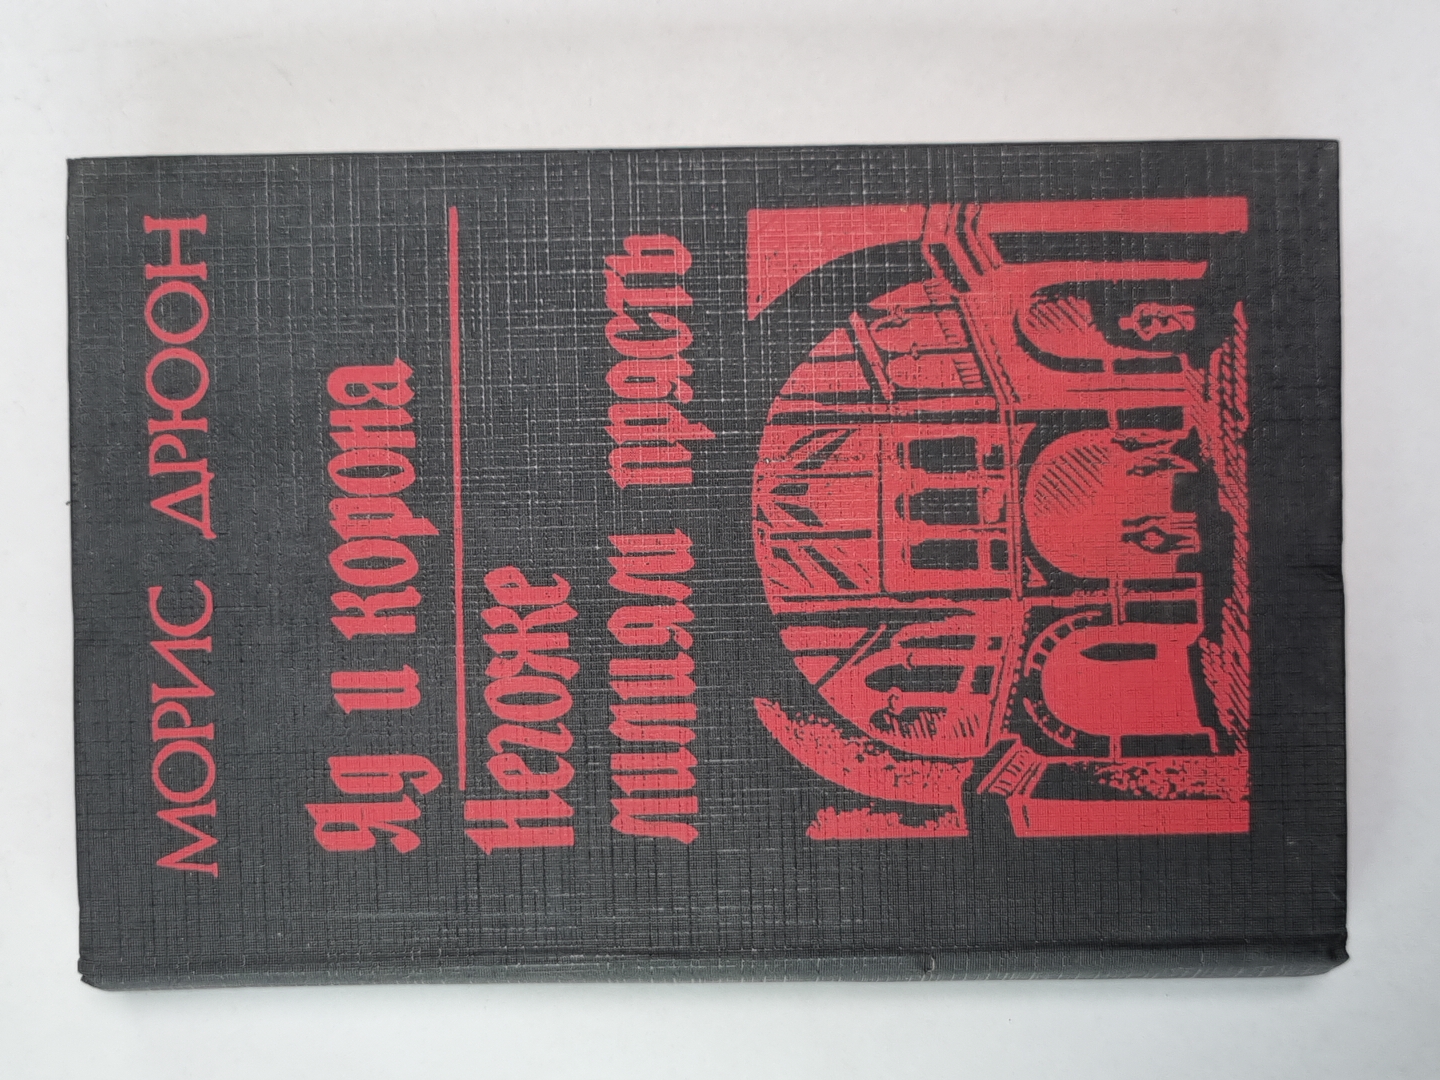 МОРИС ДРЮОН
Яд и корона
Негоже
лилиям прясть